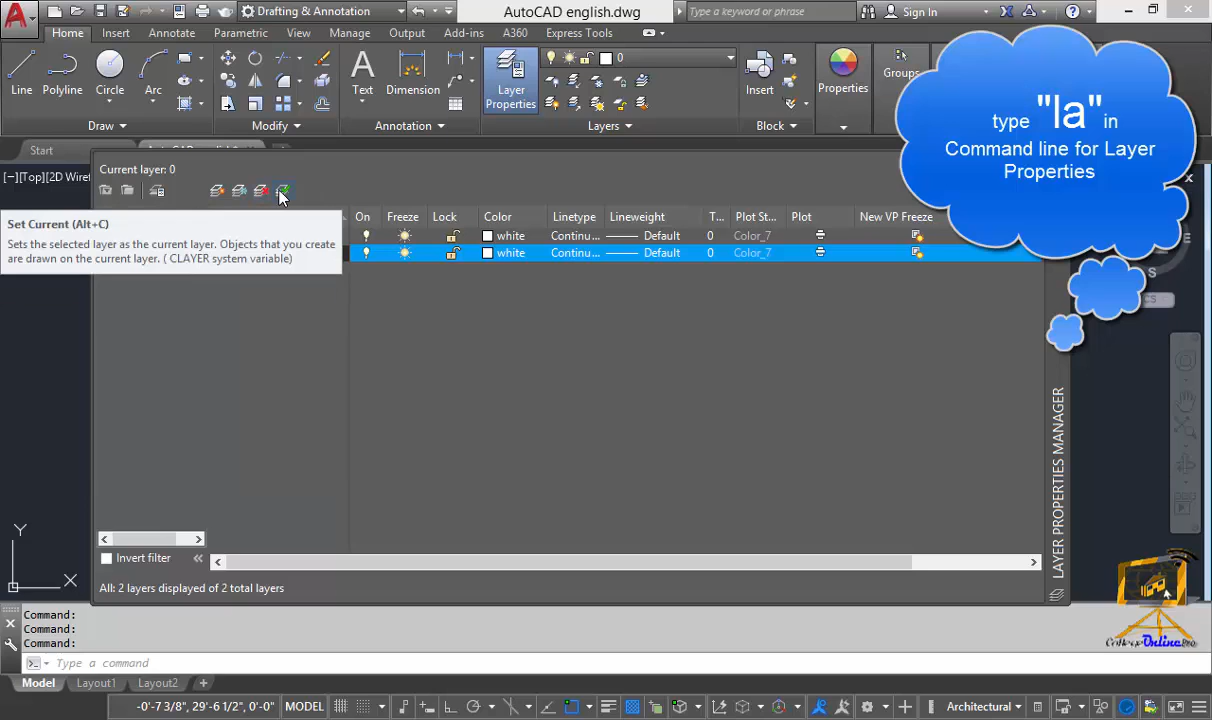 Drafting & Annotation
AutoCAD english.dwg
Type a keyword or phrase
Sign In
Home Insert Annotate Parametric View Manage Output Add-ins A360 Express Tools
0
Line Polyline Circle Arc
Text Dimension
Layer
Properties
Insert
Properties
Groups
Draw Modify Annotation Layers Block
type "la" in
Command line for Layer
Properties
Start
[−][Top][2D Wiref
Current layer: 0
On Freeze Lock Color Linetype Lineweight T... Plot St... Plot New VP Freeze
Set Current (Alt+C)
Sets the selected layer as the current layer. Objects that you create
are drawn on the current layer. ( CLAYER system variable)
white Continu... Default 0 Color_7
white Continu... Default 0 Color_7
E
S
Y
X
LAYER PROPERTIES MANAGER
Invert filter
All: 2 layers displayed of 2 total layers
Command:
Command:
Command:
Type a command
Model Layout1 Layout2 +
-0'-7 3/8", 29'-6 1/2", 0'-0" MODEL
Architectural